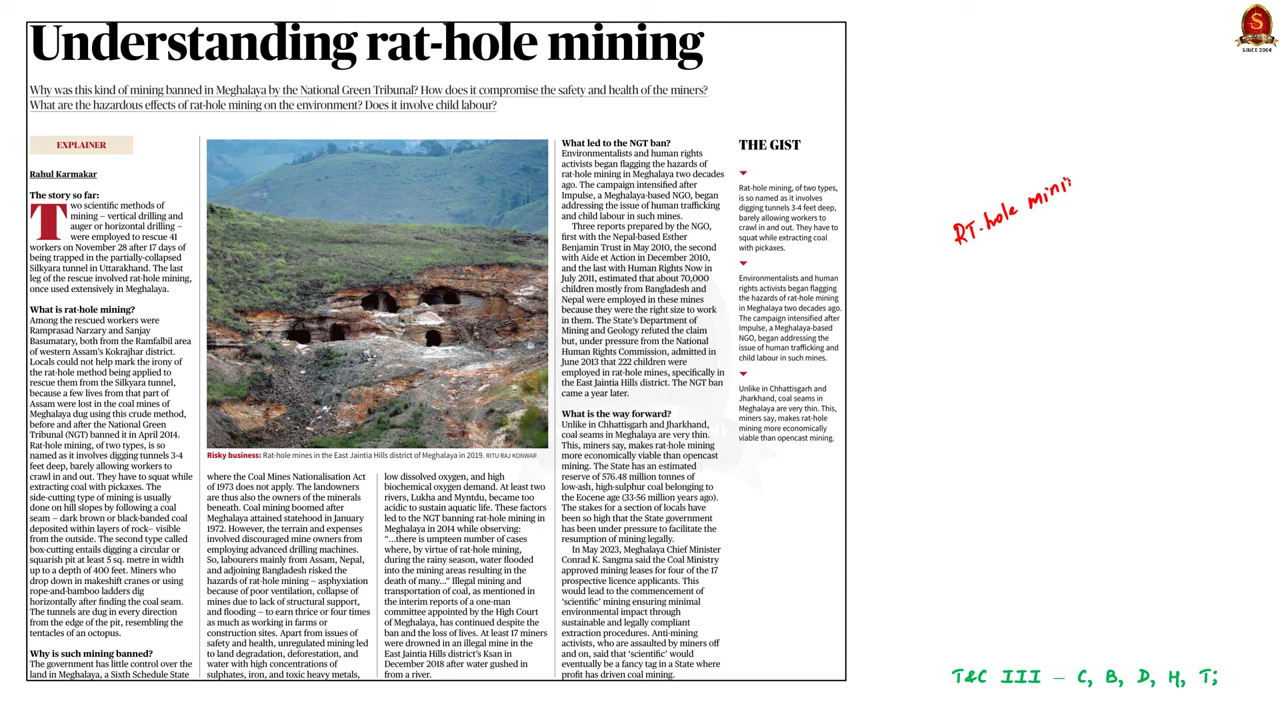 Understanding rat-hole mining
Why was this kind of mining banned in Meghalaya by the National Green Tribunal? How does it compromise the safety and health of the miners?
What are the hazardous effects of rat-hole mining on the environment? Does it involve child labour?
EXPLAINER
Rahul Karmakar
The story so far:
Two scientific methods of
mining – vertical drilling and
auger or horizontal drilling –
were employed to rescue 41
workers on November 28 after 17 days of
being trapped in the partially-collapsed
Silkyara tunnel in Uttarakhand. The last
leg of the rescue involved rat-hole mining,
once used extensively in Meghalaya.
What is rat-hole mining?
Among the rescued workers were
Ramprasad Narzary and Sanjay
Basumatary, both from the Ramfalbil area
of western Assam's Kokrajhar district.
Locals could not help mark the irony of
the rat-hole method being applied to
rescue them from the Silkyara tunnel,
because a few lives from that part of
Assam were lost in the coal mines of
Meghalaya dug using this crude method,
before and after the National Green
Tribunal (NGT) banned it in April 2014.
Rat-hole mining, of two types, is so
named as it involves digging tunnels 3-4
feet deep, barely allowing workers to
crawl in and out. They have to squat while
extracting coal with pickaxes. The
side-cutting type of mining is usually
done on hill slopes by following a coal
seam – dark brown or black-banded coal
deposited within layers of rock– visible
from the outside. The second type called
box-cutting entails digging a circular or
squarish pit at least 5 sq. metre in width
up to a depth of 400 feet. Miners who
drop down in makeshift cranes or using
rope-and-bamboo ladders dig
horizontally after finding the coal seam.
The tunnels are dug in every direction
from the edge of the pit, resembling the
tentacles of an octopus.
Why is such mining banned?
The government has little control over the
land in Meghalaya, a Sixth Schedule State
Risky business: Rat-hole mines in the East Jaintia Hills district of Meghalaya in 2019. RITU RAJ KONWAR
where the Coal Mines Nationalisation Act
of 1973 does not apply. The landowners
are thus also the owners of the minerals
beneath. Coal mining boomed after
Meghalaya attained statehood in January
1972. However, the terrain and expenses
involved discouraged mine owners from
employing advanced drilling machines.
So, labourers mainly from Assam, Nepal,
and adjoining Bangladesh risked the
hazards of rat-hole mining – asphyxiation
because of poor ventilation, collapse of
mines due to lack of structural support,
and flooding – to earn thrice or four times
as much as working in farms or
construction sites. Apart from issues of
safety and health, unregulated mining led
to land degradation, deforestation, and
water with high concentrations of
sulphates, iron, and toxic heavy metals,
low dissolved oxygen, and high
biochemical oxygen demand. At least two
rivers, Lukha and Myntdu, became too
acidic to sustain aquatic life. These factors
led to the NGT banning rat-hole mining in
Meghalaya in 2014 while observing:
"...there is umpteen number of cases
where, by virtue of rat-hole mining,
during the rainy season, water flooded
into the mining areas resulting in the
death of many..." Illegal mining and
transportation of coal, as mentioned in
the interim reports of a one-man
committee appointed by the High Court
of Meghalaya, has continued despite the
ban and the loss of lives. At least 17 miners
were drowned in an illegal mine in the
East Jaintia Hills district's Ksan in
December 2018 after water gushed in
from a river.
What led to the NGT ban?
Environmentalists and human rights
activists began flagging the hazards of
rat-hole mining in Meghalaya two decades
ago. The campaign intensified after
Impulse, a Meghalaya-based NGO, began
addressing the issue of human trafficking
and child labour in such mines.
Three reports prepared by the NGO,
first with the Nepal-based Esther
Benjamin Trust in May 2010, the second
with Aide et Action in December 2010,
and the last with Human Rights Now in
July 2011, estimated that about 70,000
children mostly from Bangladesh and
Nepal were employed in these mines
because they were the right size to work
in them. The State's Department of
Mining and Geology refuted the claim
but, under pressure from the National
Human Rights Commission, admitted in
June 2013 that 222 children were
employed in rat-hole mines, specifically in
the East Jaintia Hills district. The NGT ban
came a year later.
What is the way forward?
Unlike in Chhattisgarh and Jharkhand,
coal seams in Meghalaya are very thin.
This, miners say, makes rat-hole mining
more economically viable than opencast
mining. The State has an estimated
reserve of 576.48 million tonnes of
low-ash, high-sulphur coal belonging to
the Eocene age (33-56 million years ago).
The stakes for a section of locals have
been so high that the State government
has been under pressure to facilitate the
resumption of mining legally.
In May 2023, Meghalaya Chief Minister
Conrad K. Sangma said the Coal Ministry
approved mining leases for four of the 17
prospective licence applicants. This
would lead to the commencement of
'scientific' mining ensuring minimal
environmental impact through
sustainable and legally compliant
extraction procedures. Anti-mining
activists, who are assaulted by miners off
and on, said that 'scientific' would
eventually be a fancy tag in a State where
profit has driven coal mining.
THE GIST
Rat-hole mining, of two types,
is so named as it involves
digging tunnels 3-4 feet deep,
barely allowing workers to
crawl in and out. They have to
squat while extracting coal
with pickaxes.
Environmentalists and human
rights activists began flagging
the hazards of rat-hole mining
in Meghalaya two decades ago.
The campaign intensified after
Impulse, a Meghalaya-based
NGO, began addressing the
issue of human trafficking and
child labour in such mines.
Unlike in Chhattisgarh and
Jharkhand, coal seams in
Meghalaya are very thin. This,
miners say, makes rat-hole
mining more economically
viable than opencast mining.
RT-hole mini
T&C III – C, B, D, H, T;
S
SINCE 2004